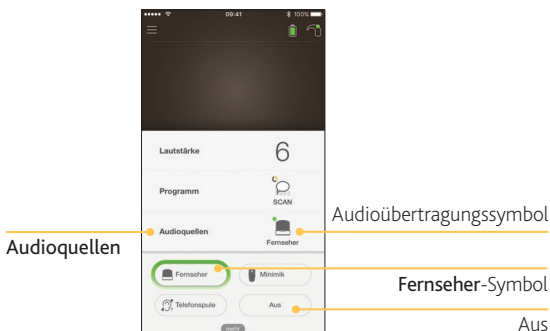 09:41
100%
Lautstärke
6
Programm
SCAN
Audioquellen
Fernseher
Fernseher
Minimik
Telefonspule
Aus
mehr
Audioquellen
Audioübertragungssymbol
Fernseher-Symbol
Aus